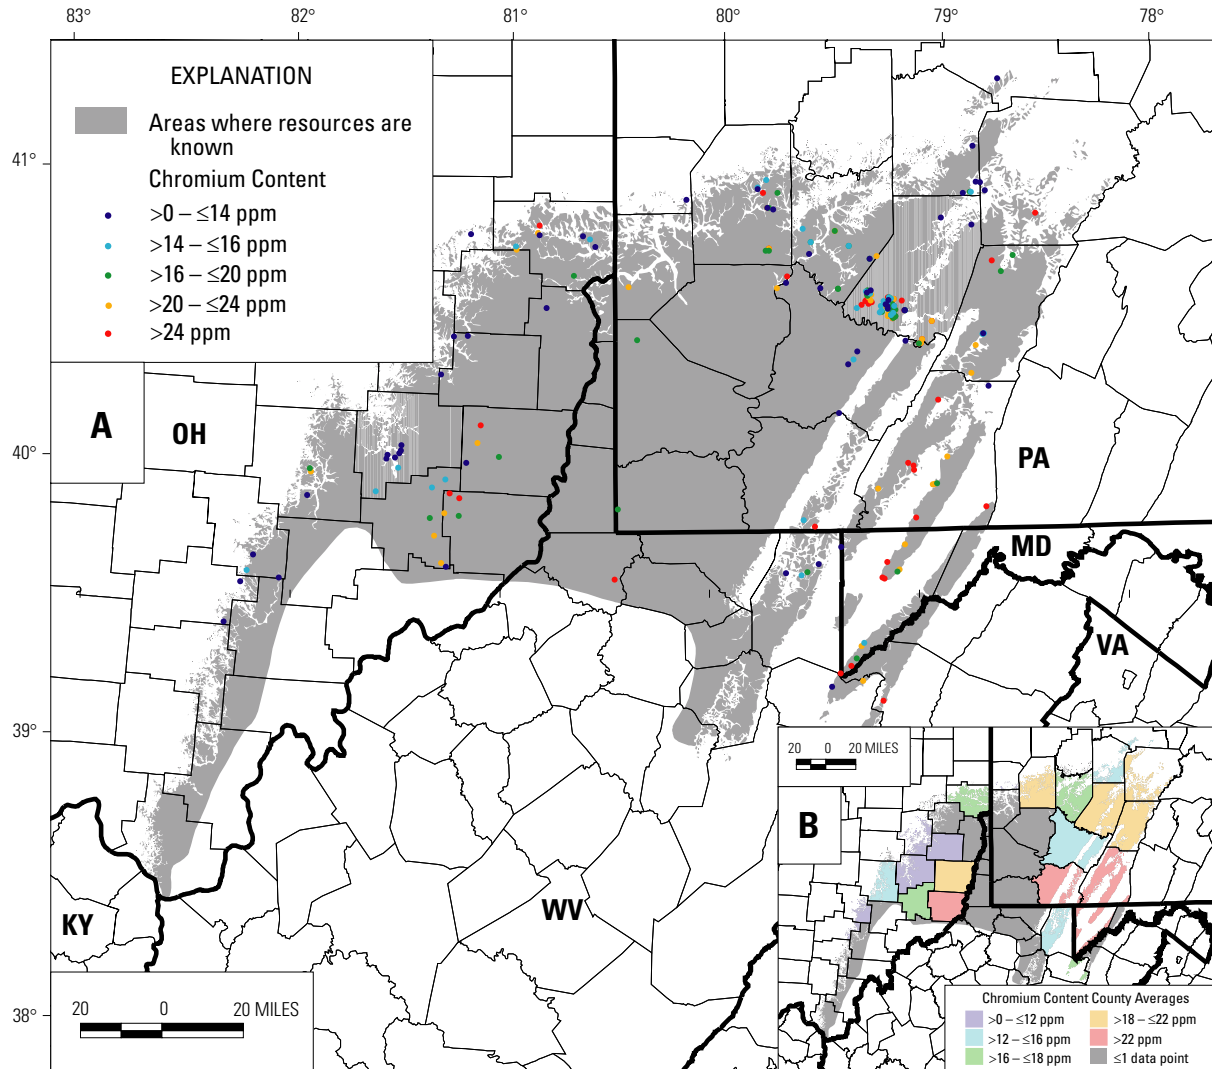 83° 82° 81° 80° 79° 78°
EXPLANATION
Areas where resources are
known
Chromium Content
>0 – ≤14 ppm
>14 – ≤16 ppm
>16 – ≤20 ppm
>20 – ≤24 ppm
>24 ppm
41°
A
OH
40°
PA
MD
VA
39°
20 0 20 MILES
B
KY
WV
20 0 20 MILES
38°
Chromium Content County Averages
>0 – ≤12 ppm
>12 – ≤16 ppm
>16 – ≤18 ppm
>18 – ≤22 ppm
>22 ppm
≤1 data point